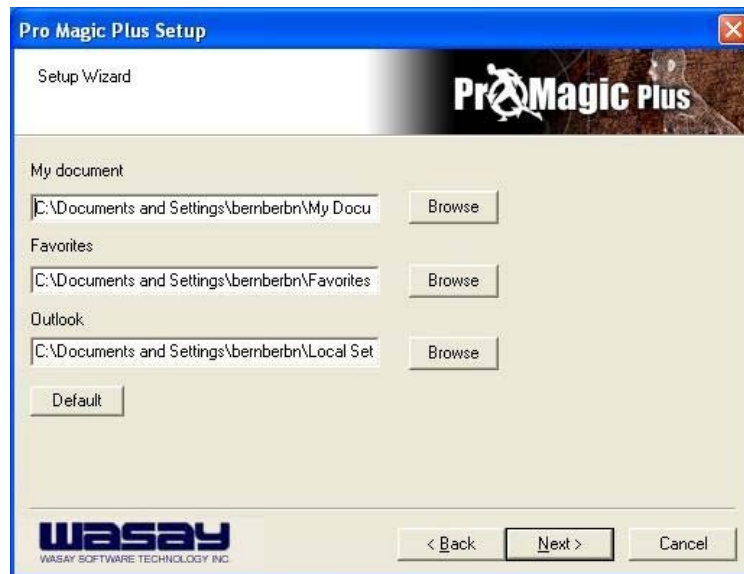 Pro Magic Plus Setup
Setup Wizard
Pro Magic Plus
My document
C:\Documents and Settings\bernberbn\My Docu
Browse
Favorites
C:\Documents and Settings\bernberbn\Favorites
Browse
Outlook
C:\Documents and Settings\bernberbn\Local Set
Browse
Default
wasay
WASAY SOFTWARE TECHNOLOGY INC.
< Back
Next >
Cancel